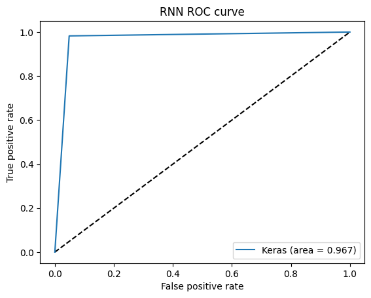 RNN ROC curve
True positive rate
1.0
0.8
0.6
0.4
0.2
0.0
Keras (area = 0.967)
0.0 0.2 0.4 0.6 0.8 1.0
False positive rate